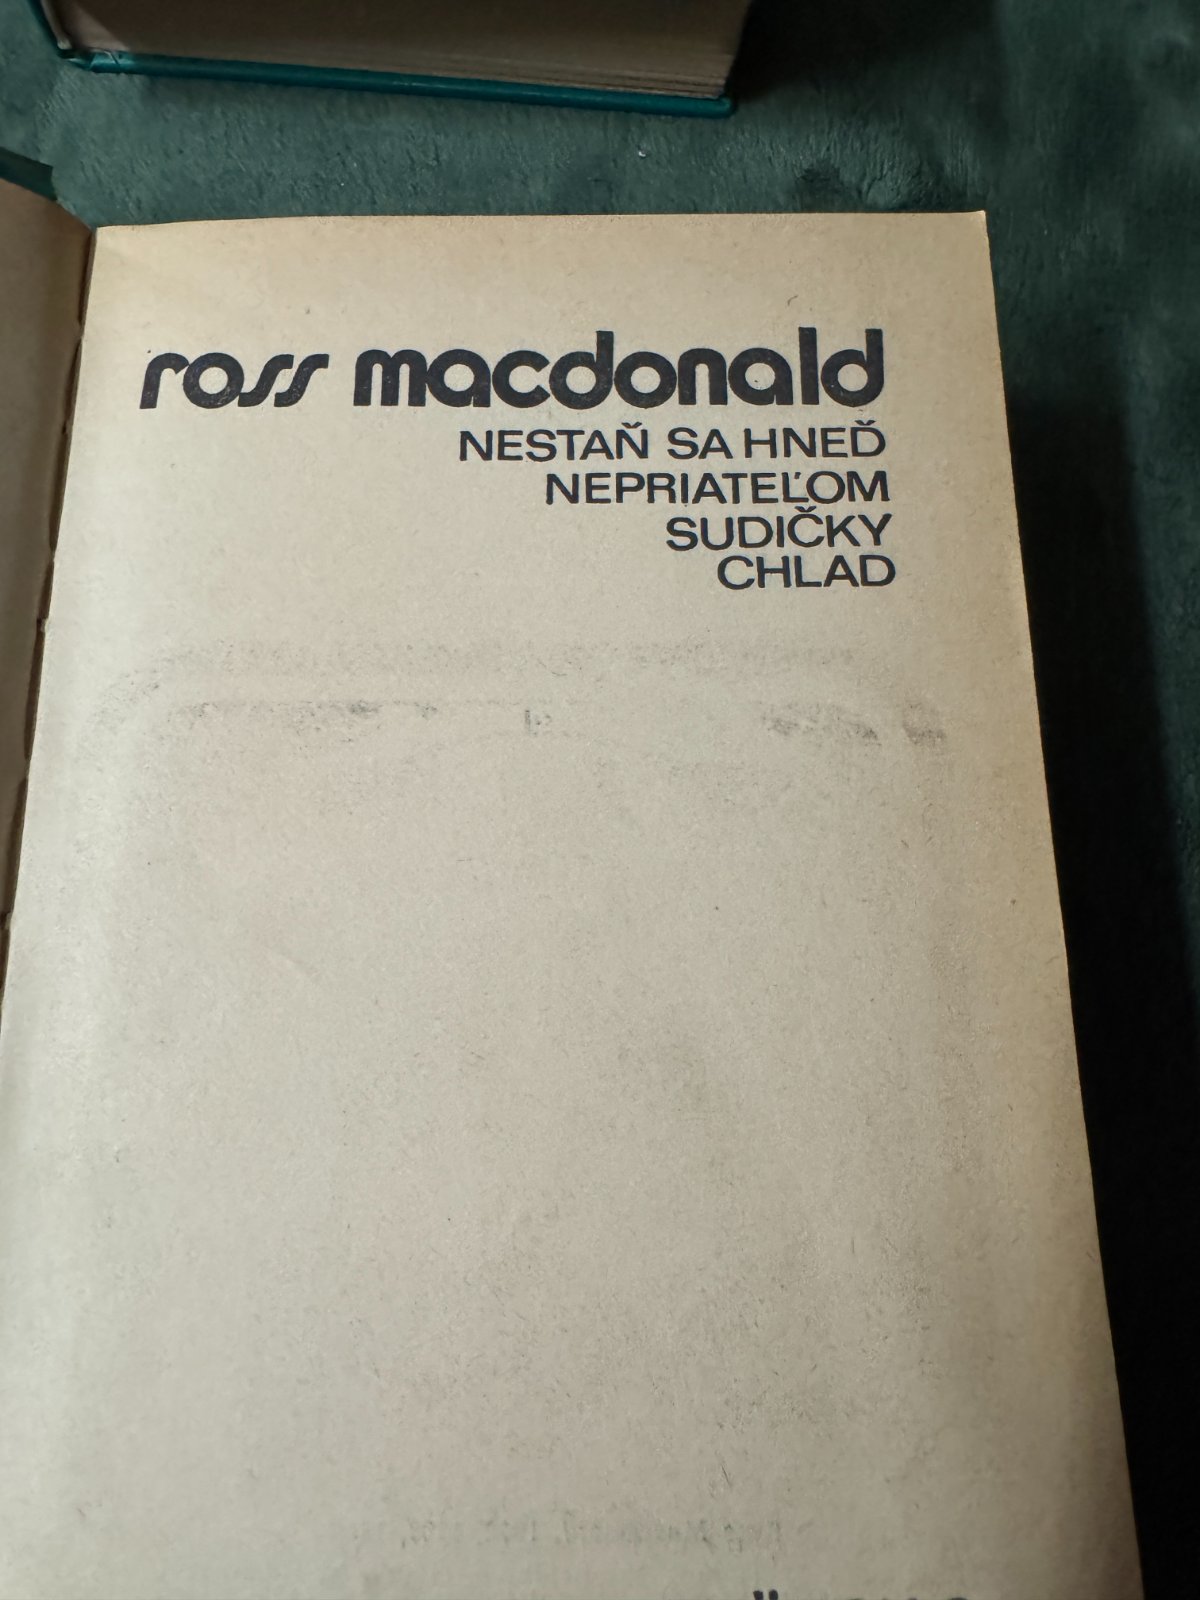 ross macdonald
NESTAŇ SA HNEĎ
NEPRIATEĽOM
SUDIČKY
CHLAD